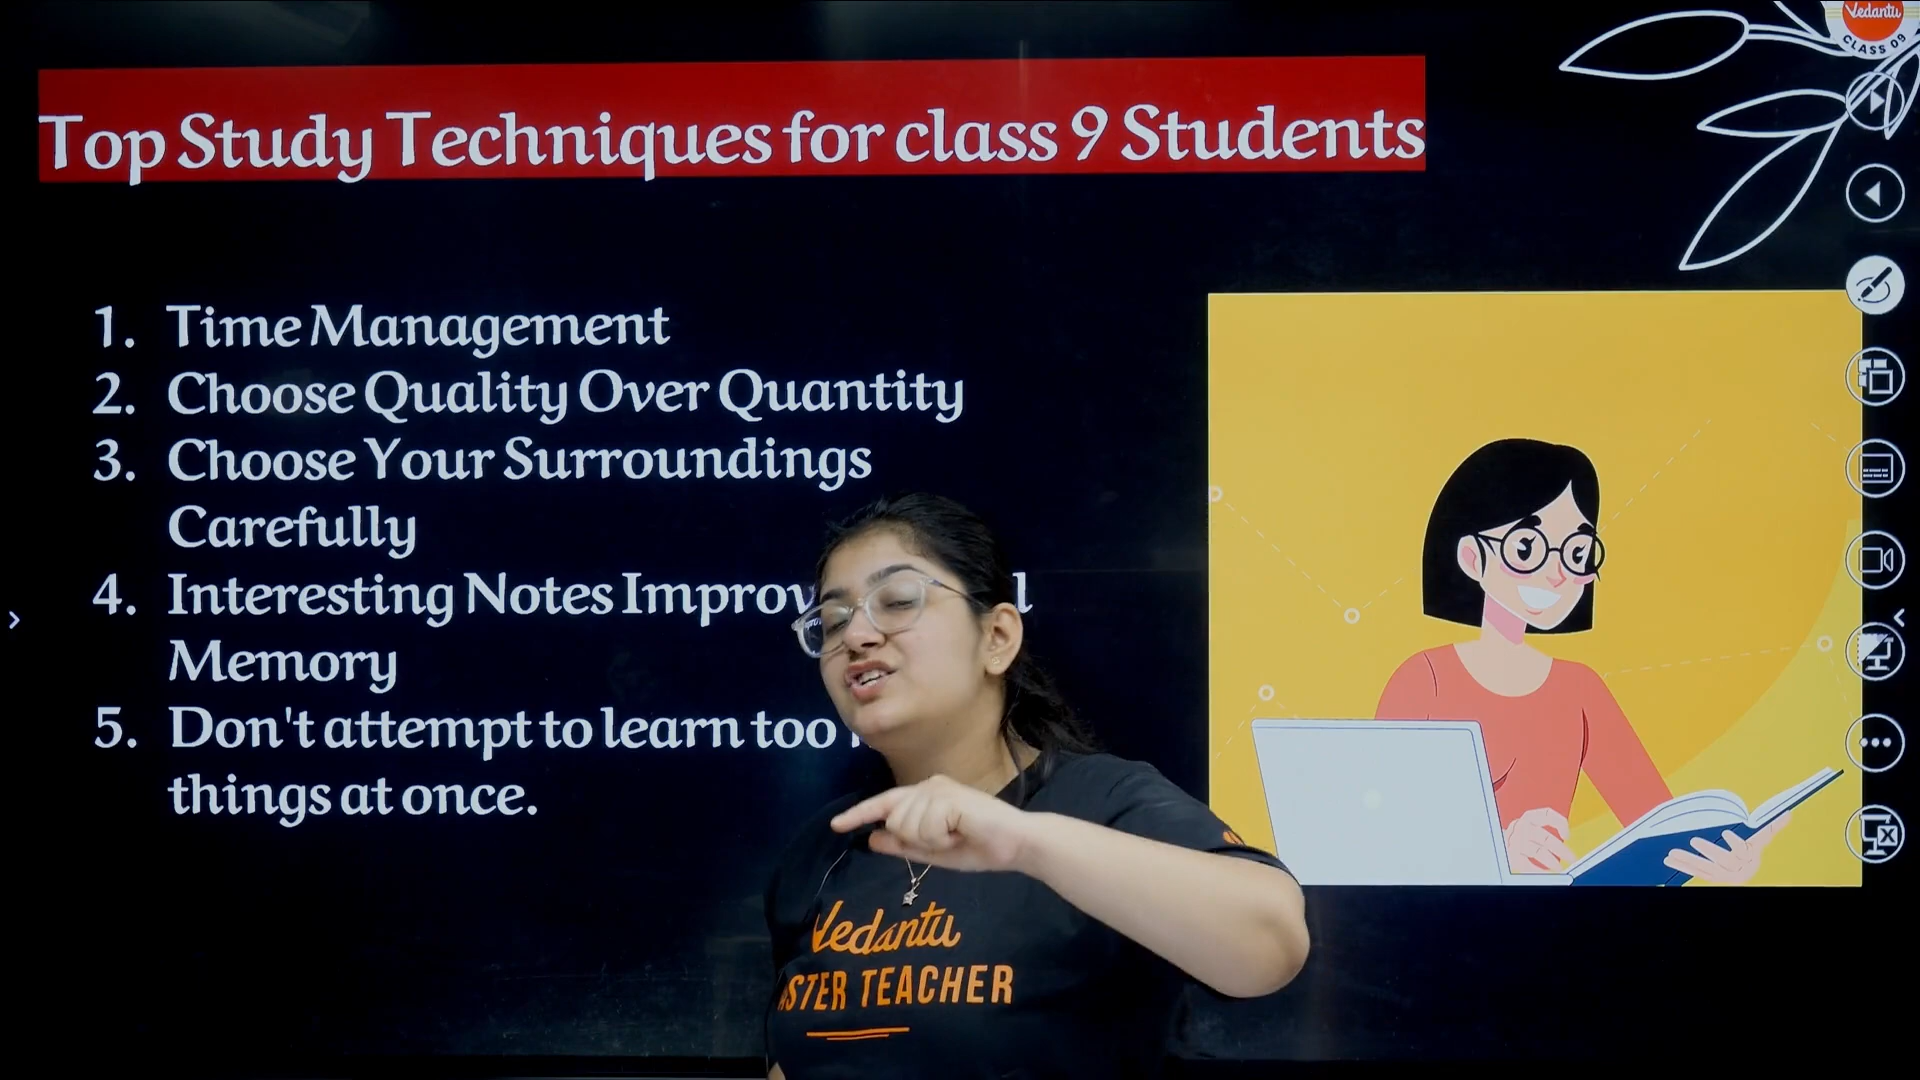 Vedantu
CLASS 09
Top Study Techniques for class 9 Students
1. Time Management
2. Choose Quality Over Quantity
3. Choose Your Surroundings
Carefully
4. Interesting Notes
Memory
5. Don't attempt to learn too
things at once.
Vedantu
TEACHER